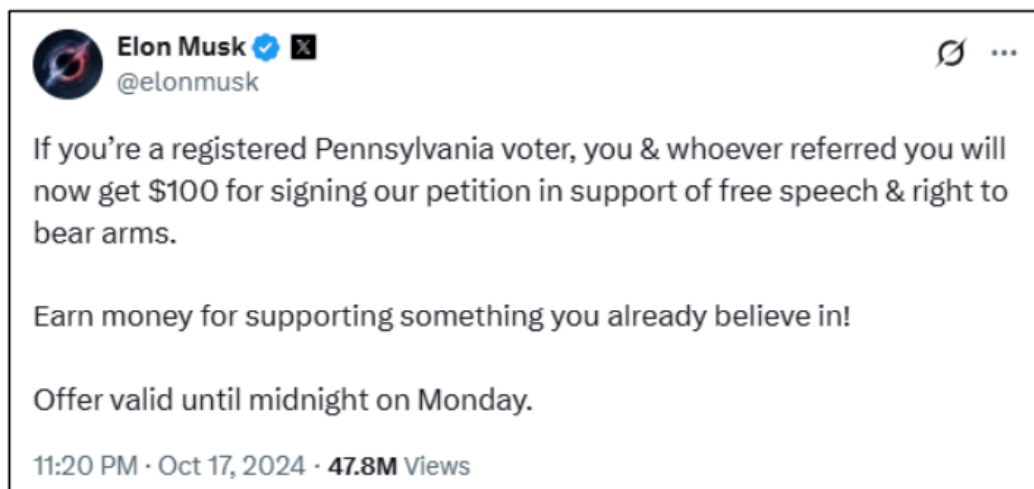 Elon Musk
@elonmusk
If you’re a registered Pennsylvania voter, you & whoever referred you will
now get $100 for signing our petition in support of free speech & right to
bear arms.
Earn money for supporting something you already believe in!
Offer valid until midnight on Monday.
11:20 PM · Oct 17, 2024 · 47.8M Views